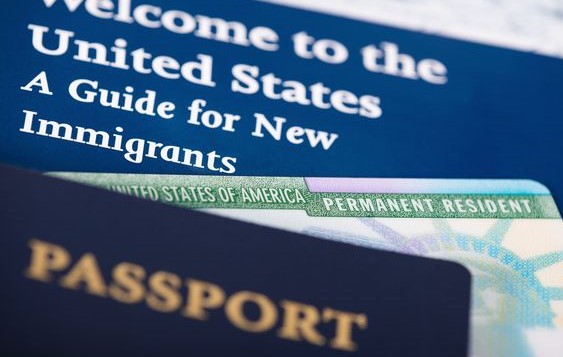 Welcome to the
United States
A Guide for New
Immigrants
UNITED STATES OF AMERICA
PERMANENT RESIDENT
PASSPORT